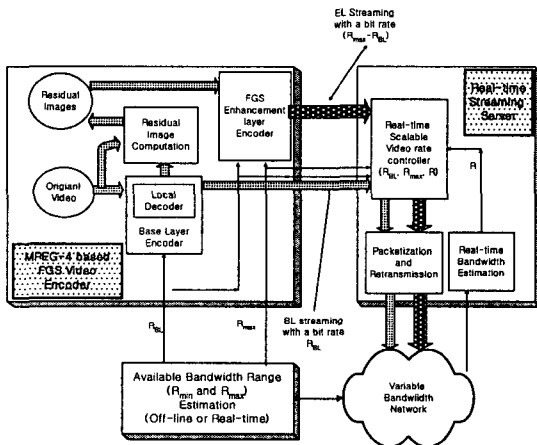 EL Streaming
with a bit rate
(Rmax-RBL)
Residual
Images
FGS
Enhancement
layer
Encoder
Real-time
Streaming
Server
Residual
Image
Computation
Real-time
Scalable
Video rate
controller
(RBL, Rmax, R)
R
Origianl
Video
Local
Decoder
Base Layer
Encoder
MPEG-4 based
FGS Video
Encoder
Packetization
and
Retransmission
Real-time
Bandwidth
Estimation
RBL
Rmax
BL streaming
with a bit rate
RBL
Available Bandwidth Range
(Rmin and Rmax)
Estimation
(Off-line or Real-time)
Variable
Bandwidth
Network